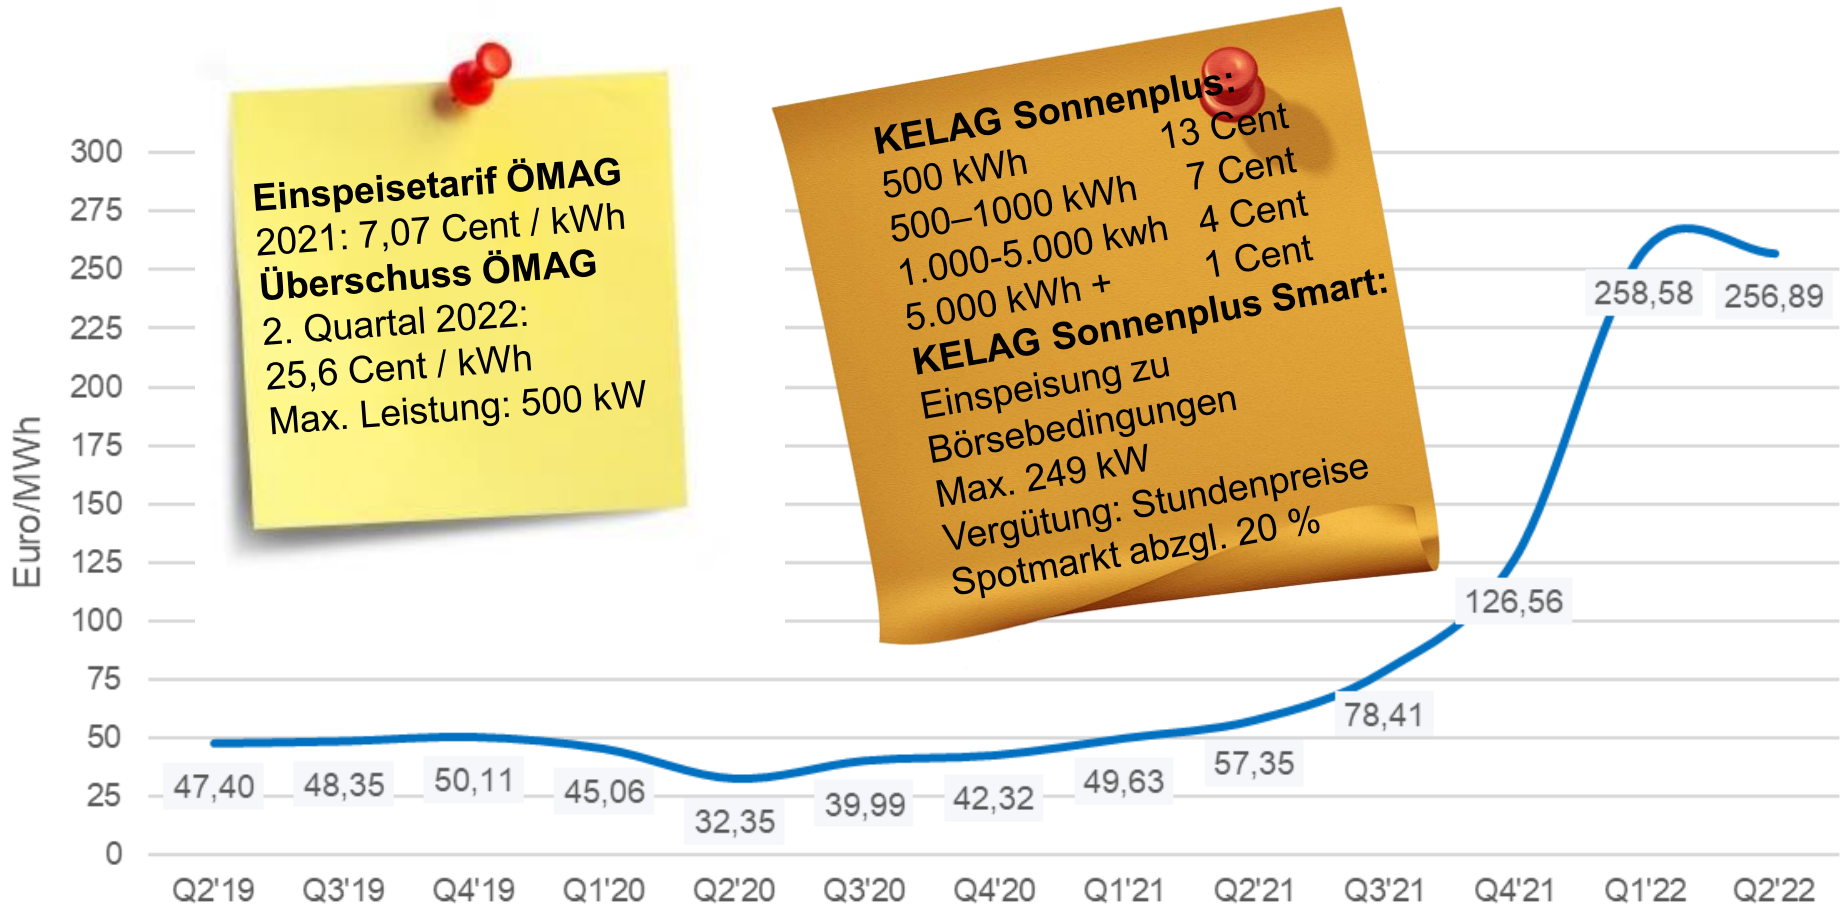 Einspeisetarif ÖMAG
2021: 7,07 Cent / kWh
Überschuss ÖMAG
2. Quartal 2022:
25,6 Cent / kWh
Max. Leistung: 500 kW
KELAG Sonnenplus:
500 kWh 13 Cent
500–1000 kWh 7 Cent
1.000-5.000 kwh 4 Cent
5.000 kWh + 1 Cent
KELAG Sonnenplus Smart:
Einspeisung zu
Börsebedingungen
Max. 249 kW
Vergütung: Stundenpreise
Spotmarkt abzgl. 20 %
Euro/MWh
300
275
250
225
200
175
150
125
100
75
50
25
0
47,40 48,35 50,11 45,06 32,35 39,99 42,32 49,63 57,35 78,41 126,56 258,58 256,89
Q2'19 Q3'19 Q4'19 Q1'20 Q2'20 Q3'20 Q4'20 Q1'21 Q2'21 Q3'21 Q4'21 Q1'22 Q2'22